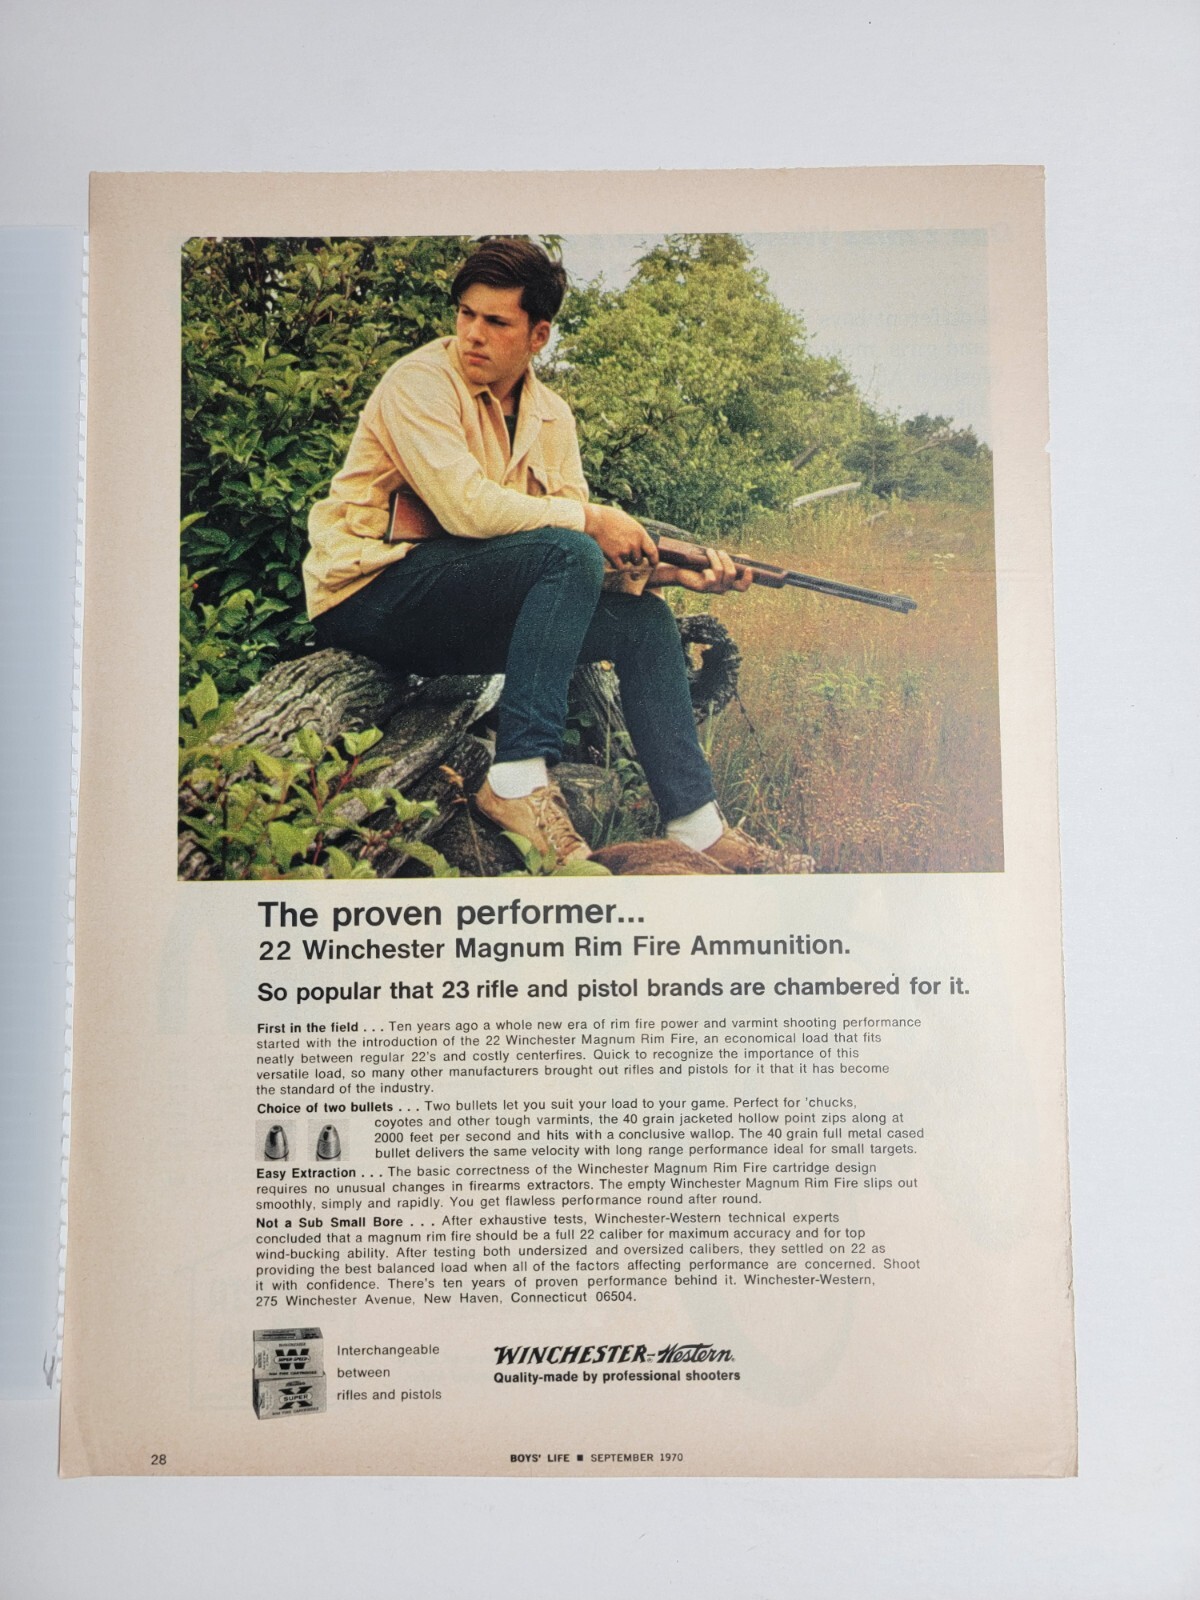 The proven performer...
22 Winchester Magnum Rim Fire Ammunition.
So popular that 23 rifle and pistol brands are chambered for it.
First in the field . . . Ten years ago a whole new era of rim fire power and varmint shooting performance
started with the introduction of the 22 Winchester Magnum Rim Fire, an economical load that fits
neatly between regular 22's and costly centerfires. Quick to recognize the importance of this
versatile load, so many other manufacturers brought out rifles and pistols for it that it has become
the standard of the industry.
Choice of two bullets . . . Two bullets let you suit your load to your game. Perfect for 'chucks,
coyotes and other tough varmints, the 40 grain jacketed hollow point zips along at
2000 feet per second and hits with a conclusive wallop. The 40 grain full metal cased
bullet delivers the same velocity with long range performance ideal for small targets.
Easy Extraction . . . The basic correctness of the Winchester Magnum Rim Fire cartridge design
requires no unusual changes in firearms extractors. The empty Winchester Magnum Rim Fire slips out
smoothly, simply and rapidly. You get flawless performance round after round.
Not a Sub Small Bore . . . After exhaustive tests, Winchester-Western technical experts
concluded that a magnum rim fire should be a full 22 caliber for maximum accuracy and for top
wind-bucking ability. After testing both undersized and oversized calibers, they settled on 22 as
providing the best balanced load when all of the factors affecting performance are concerned. Shoot
it with confidence. There's ten years of proven performance behind it. Winchester-Western,
275 Winchester Avenue, New Haven, Connecticut 06504.
W
SUPER SPEED
SUPER X
Interchangeable
between
rifles and pistols
WINCHESTER-Western®
Quality-made by professional shooters
28
BOYS' LIFE ■ SEPTEMBER 1970